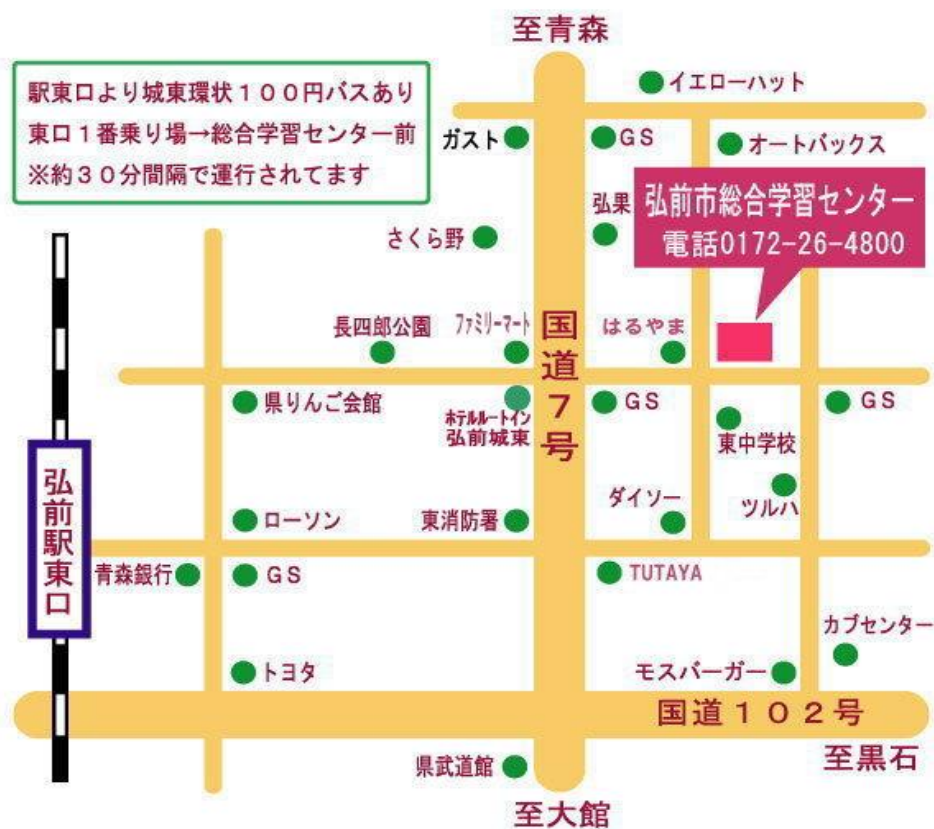 至青森
駅東口より城東環状100円バスあり
東口1番乗り場→総合学習センター前
※約30分間隔で運行されてます
イエローハット
ガスト
GS
オートバックス
弘果
弘前市総合学習センター
電話0172-26-4800
さくら野
長四郎公園
ファミリーマート
国道7号
はるやま
県りんご会館
ホテルルートイン
弘前城東
GS
東中学校
GS
弘前駅東口
ローソン
東消防署
ダイソー
ツルハ
青森銀行
GS
TUTAYA
カブセンター
トヨタ
モスバーガー
国道102号
至黒石
県武道館
至大館